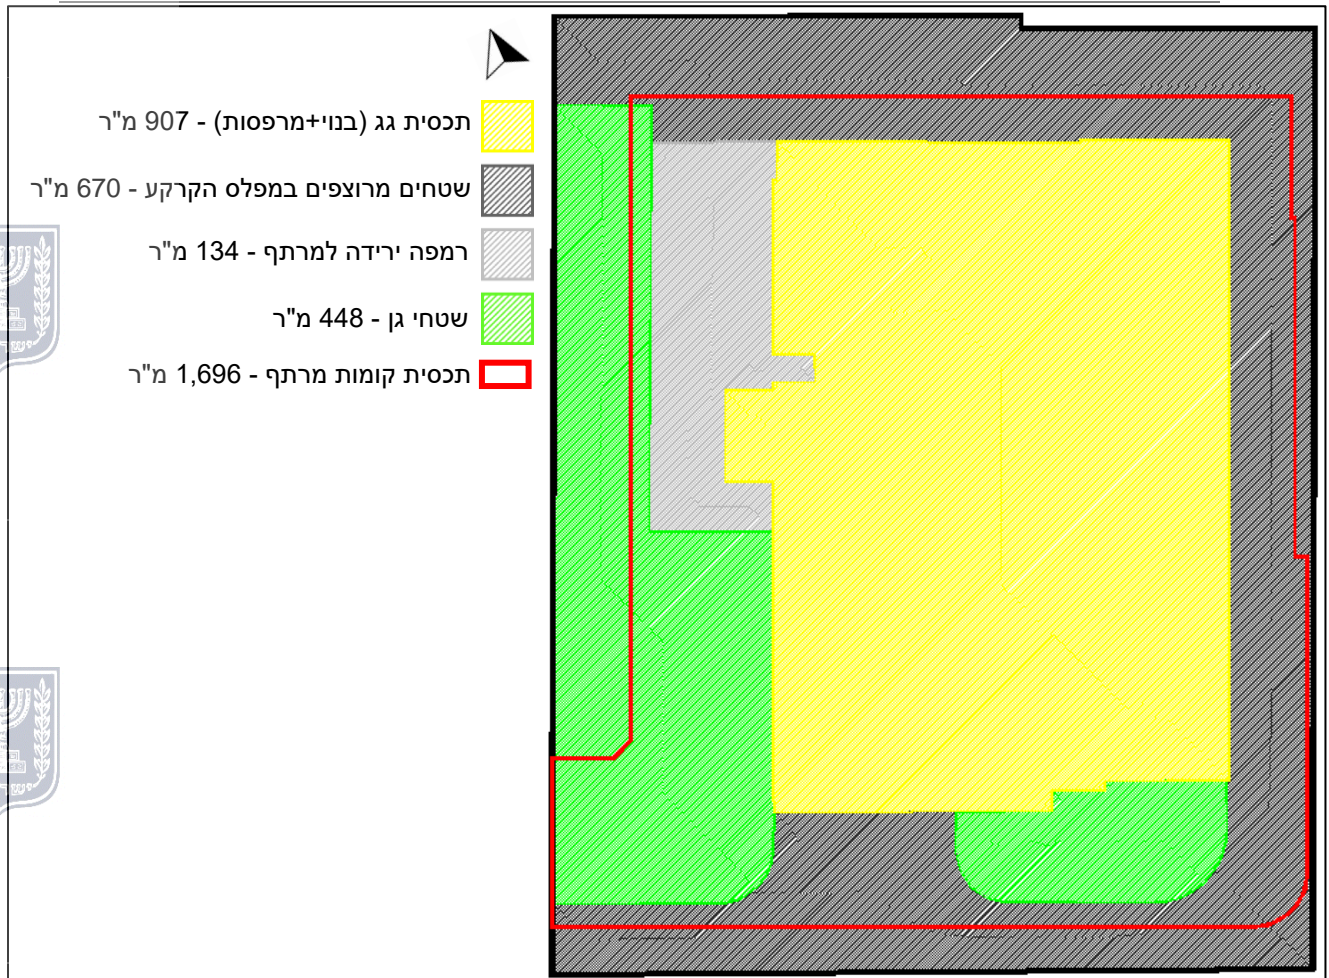 תכסית גג (בנוי+מרפסות) - 907 מ"ר
שטחים מרוצפים במפלס הקרקע - 670 מ"ר
רמפה ירידה למרתף - 134 מ"ר
שטחי גן - 448 מ"ר
תכסית קומות מרתף - 1,696 מ"ר